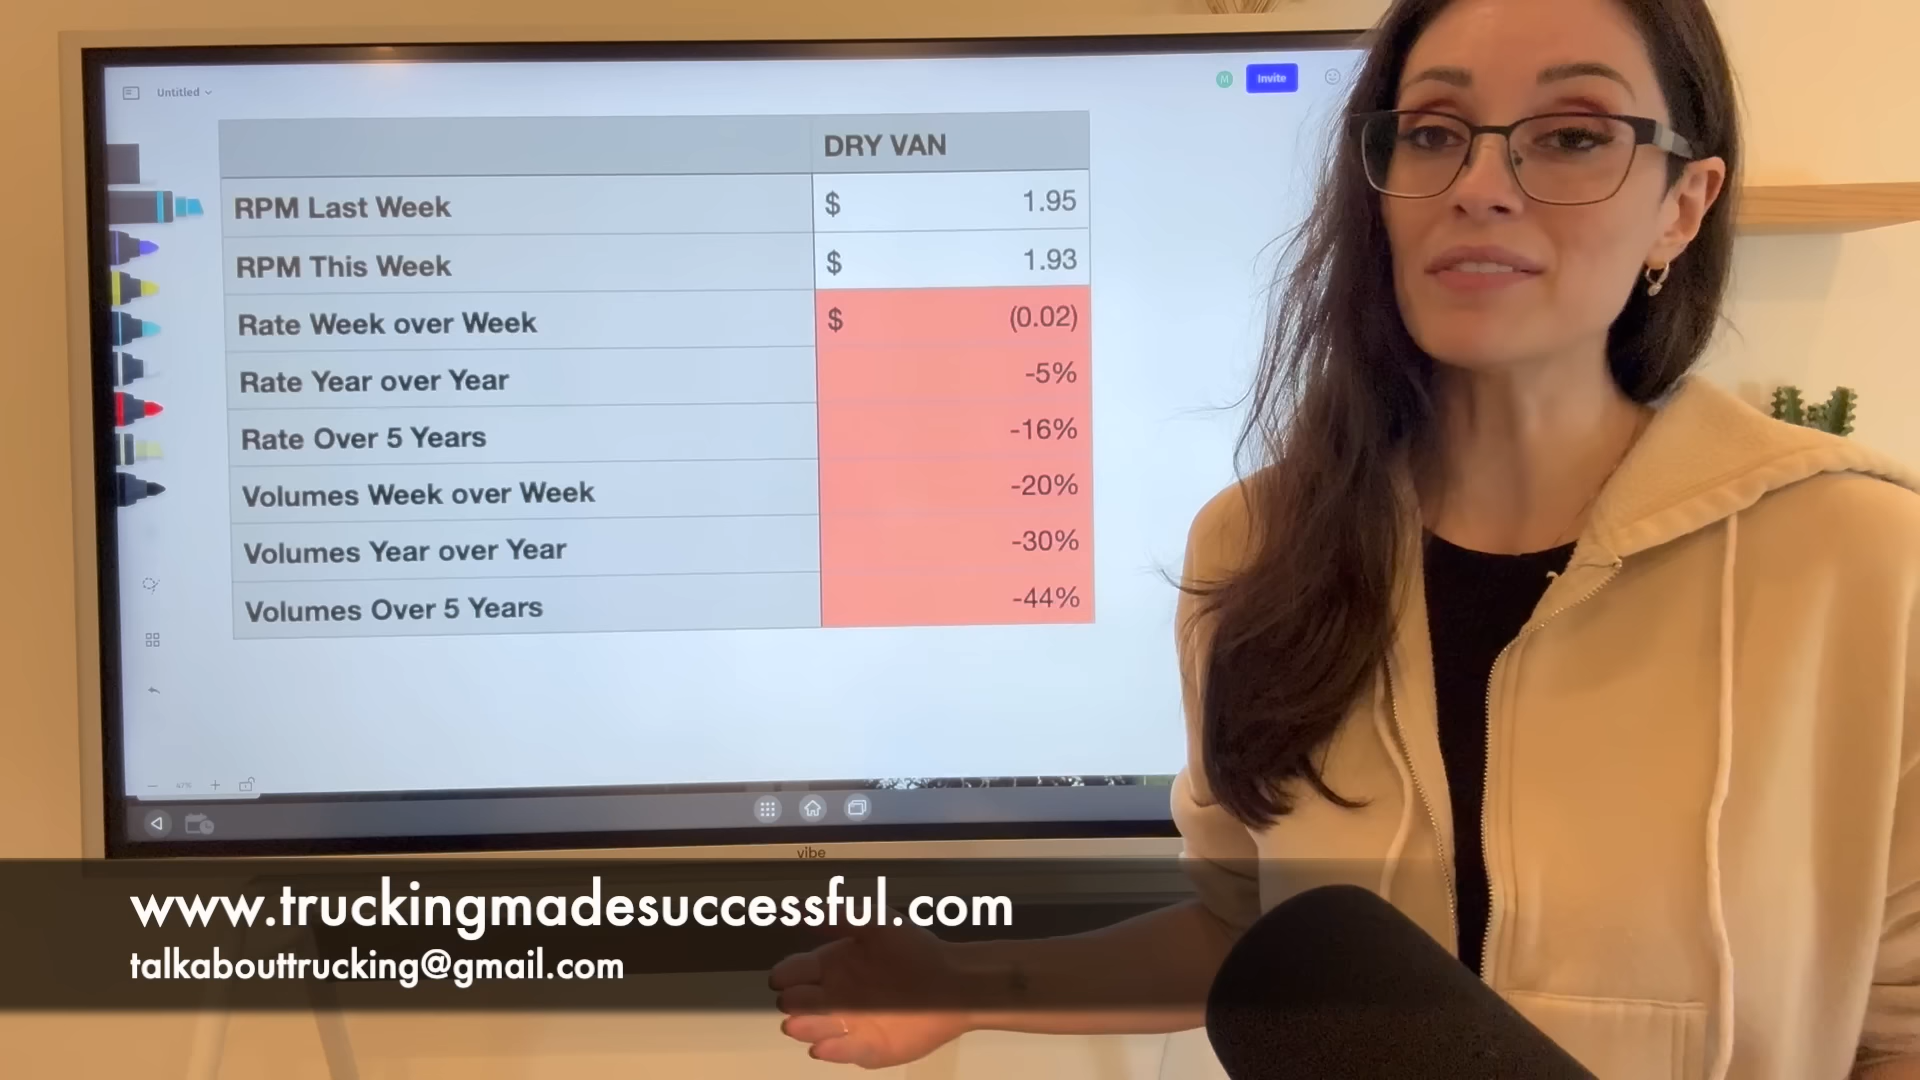 Untitled
M
Invite
DRY VAN
RPM Last Week $ 1.95
RPM This Week $ 1.93
Rate Week over Week $ (0.02)
Rate Year over Year -5%
Rate Over 5 Years -16%
Volumes Week over Week -20%
Volumes Year over Year -30%
Volumes Over 5 Years -44%
47%
vibe
www.truckingmadesuccessful.com
talkabouttrucking@gmail.com